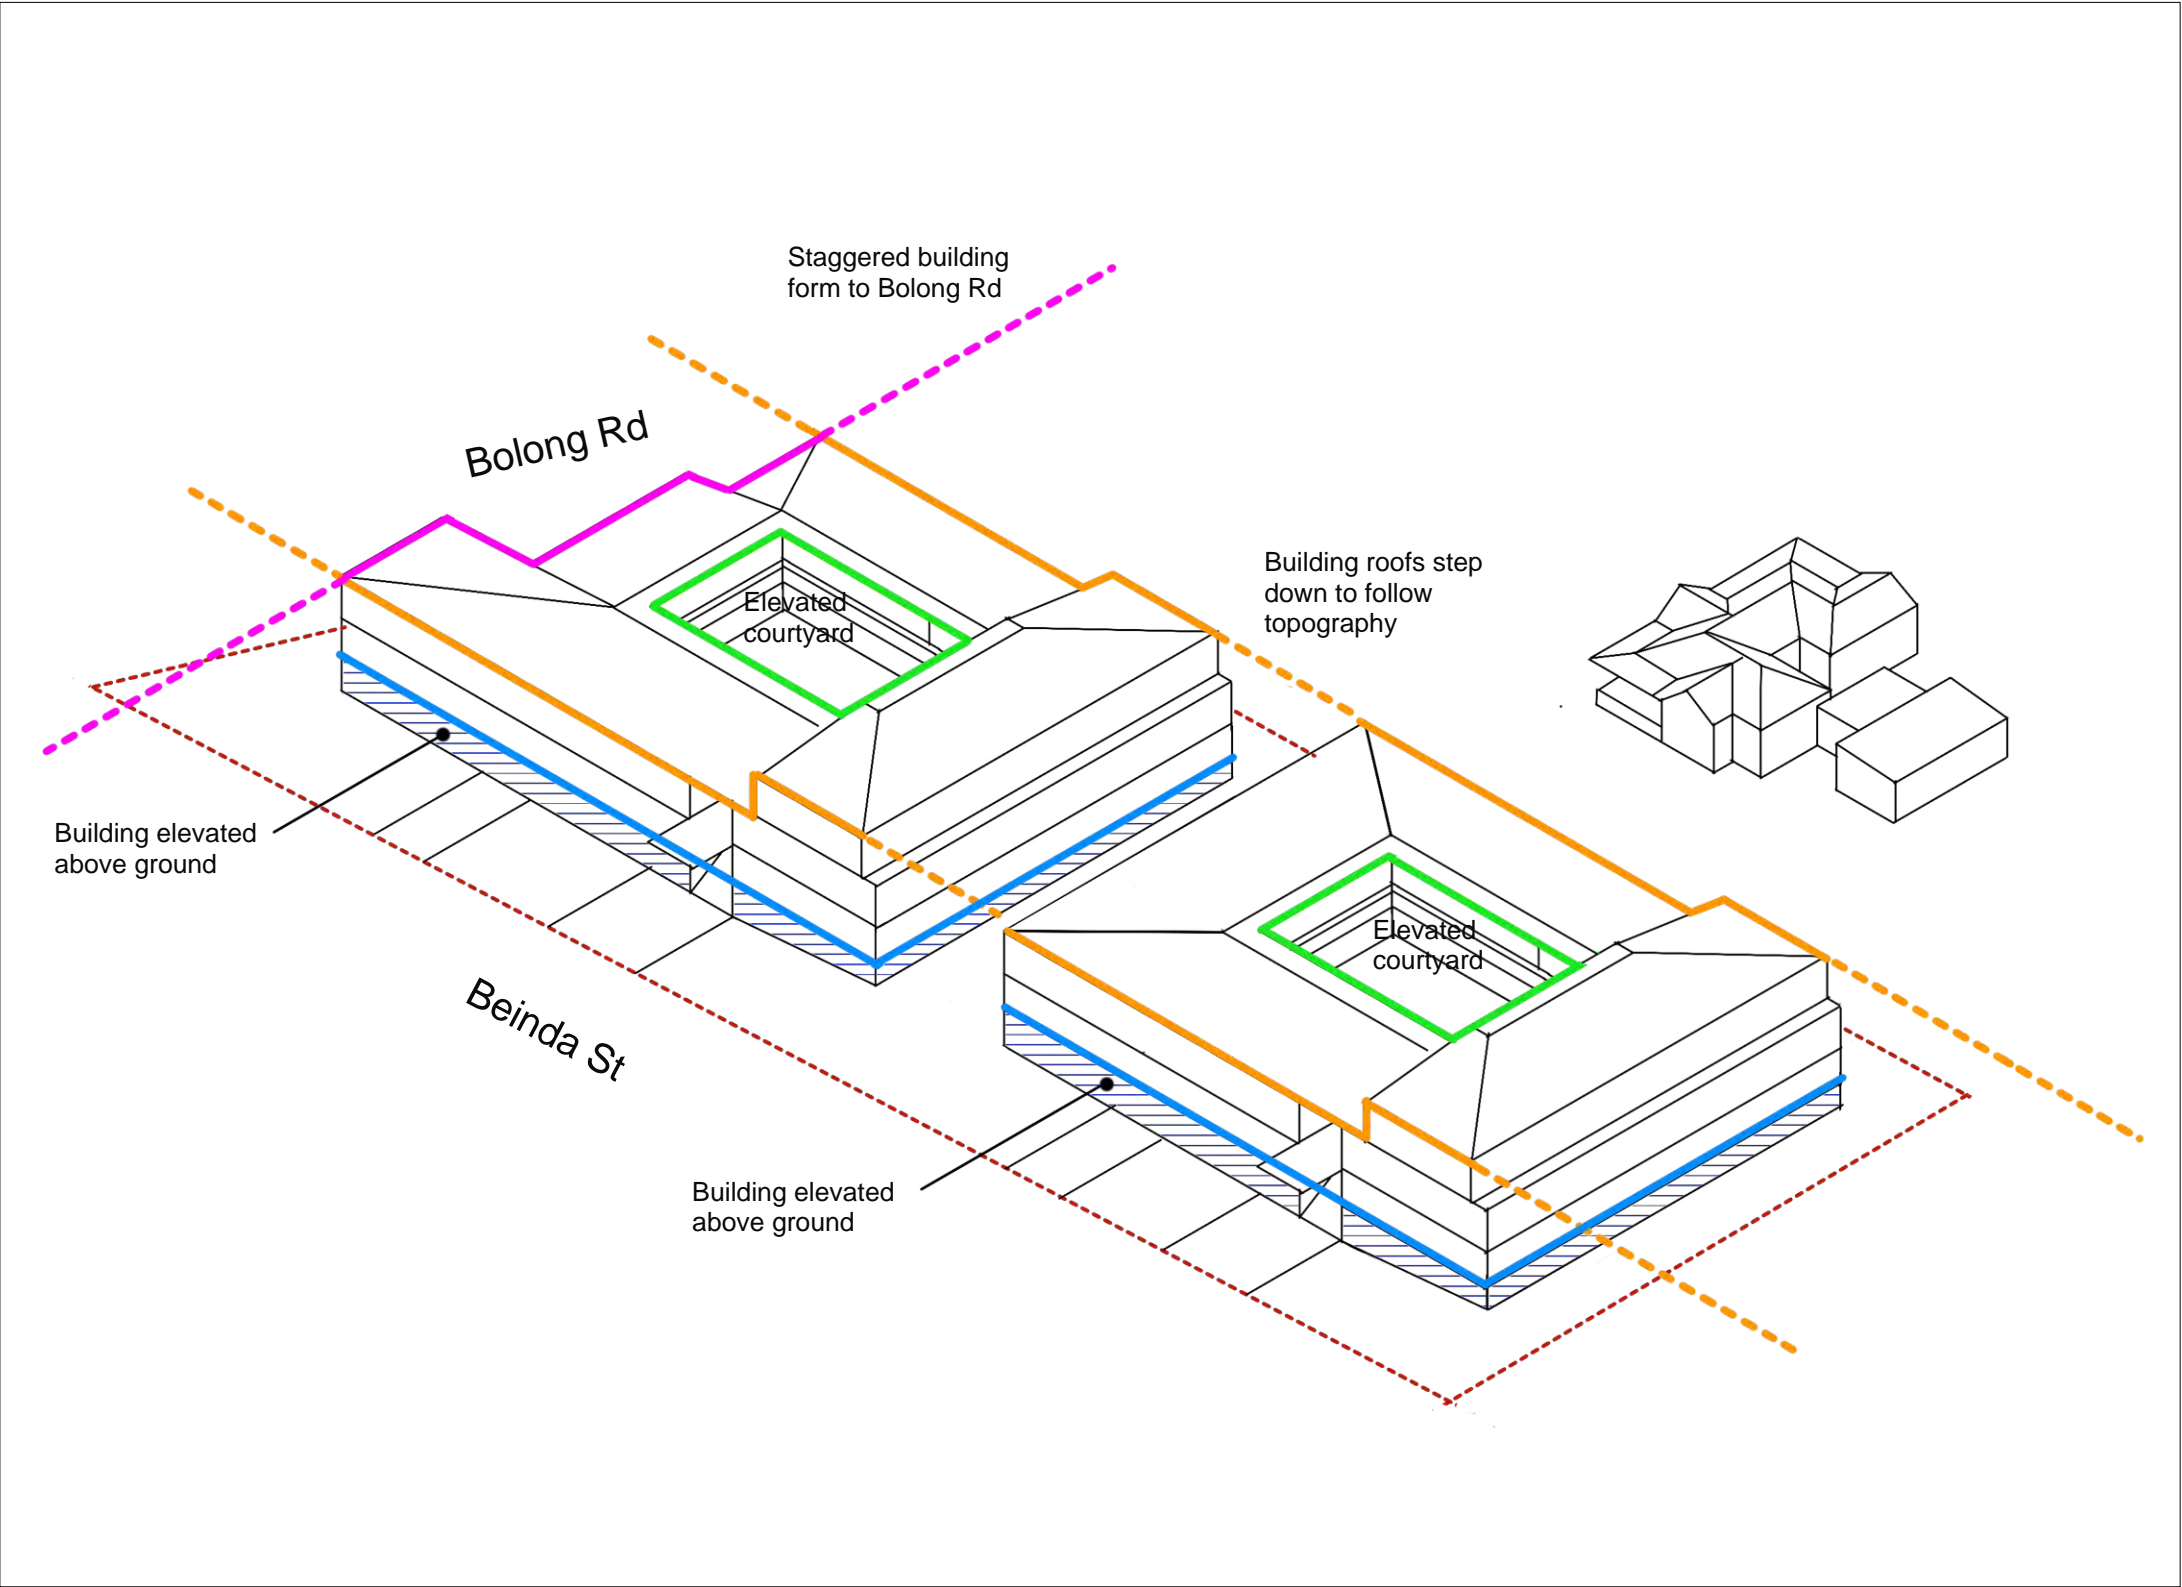 Staggered building
form to Bolong Rd
Bolong Rd
Building roofs step
down to follow
topography
Elevated
courtyard
Building elevated
above ground
Elevated
courtyard
Beinda St
Building elevated
above ground